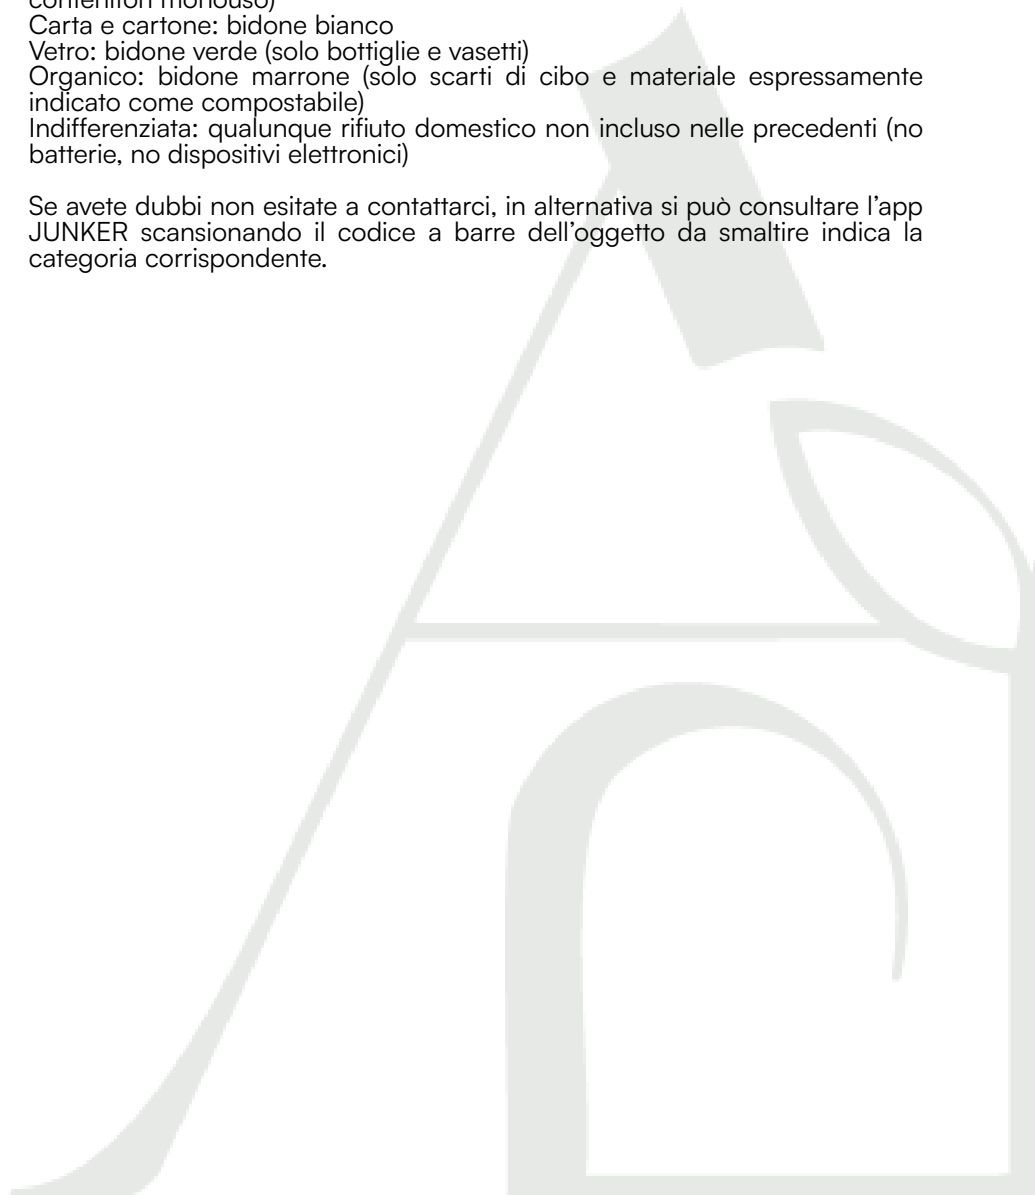 contenitori monouso)
Carta e cartone: bidone bianco
Vetro: bidone verde (solo bottiglie e vasetti)
Organico: bidone marrone (solo scarti di cibo e materiale espressamente
indicato come compostabile)
Indifferenziata: qualunque rifiuto domestico non incluso nelle precedenti (no
batterie, no dispositivi elettronici)
Se avete dubbi non esitate a contattarci, in alternativa si può consultare l’app
JUNKER scansionando il codice a barre dell’oggetto da smaltire indica la
categoria corrispondente.